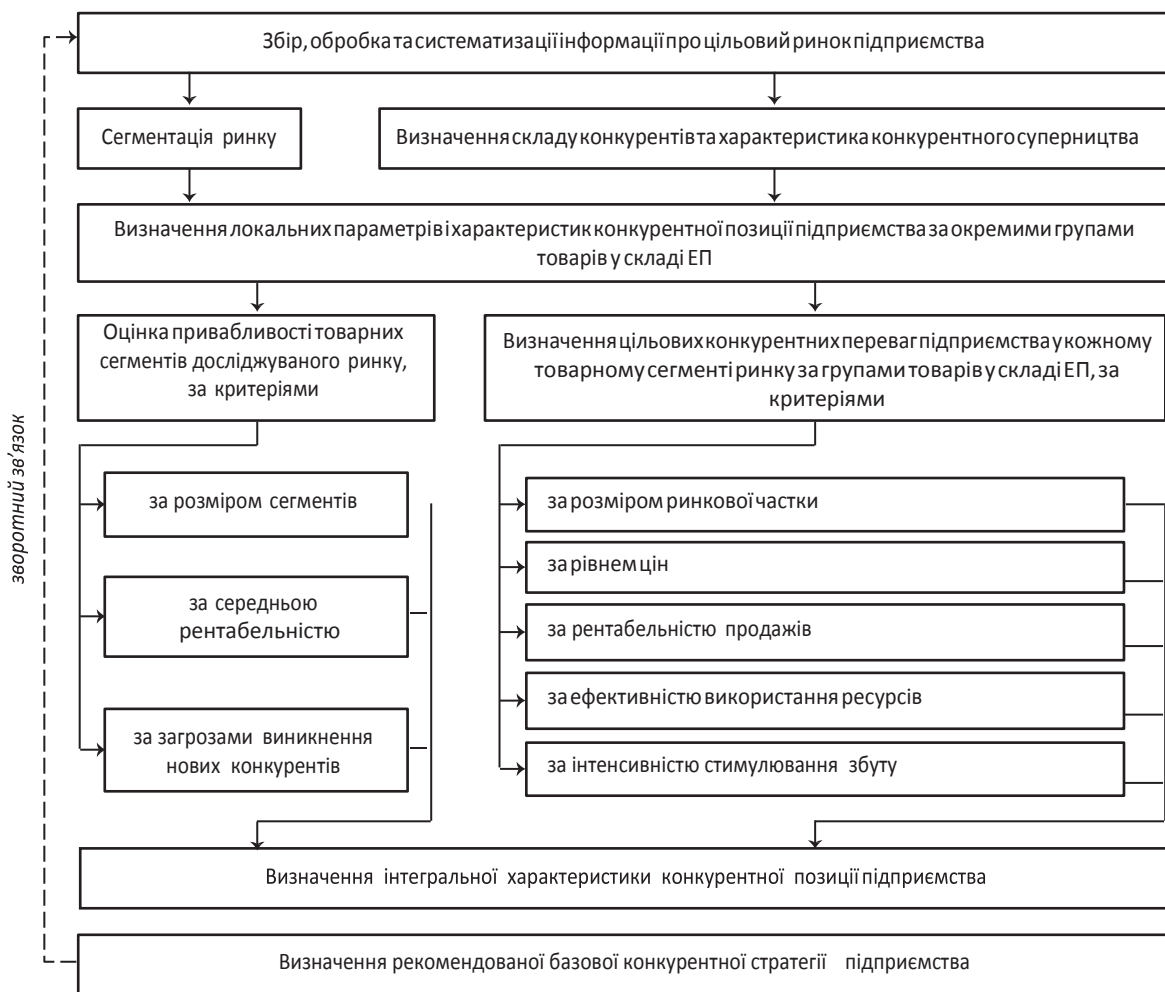 Збір, обробка та систематизації інформації про цільовий ринок підприємства
Сегментація ринку
Визначення складу конкурентів та характеристика конкурентного суперництва
Визначення локальних параметрів і характеристик конкурентної позиції підприємства за окремими групами
товарів у складі ЕП
Оцінка привабливості товарних
сегментів досліджуваного ринку,
за критеріями
Визначення цільових конкурентних переваг підприємства у кожному
товарному сегменті ринку за групами товарів у складі ЕП, за
критеріями
зворотний зв’язок
за розміром сегментів
за середньою
рентабельністю
за загрозами виникнення
нових конкурентів
за розміром ринкової частки
за рівнем цін
за рентабельністю продажів
за ефективністю використання ресурсів
за інтенсивністю стимулювання збуту
Визначення інтегральної характеристики конкурентної позиції підприємства
Визначення рекомендованої базової конкурентної стратегії підприємства